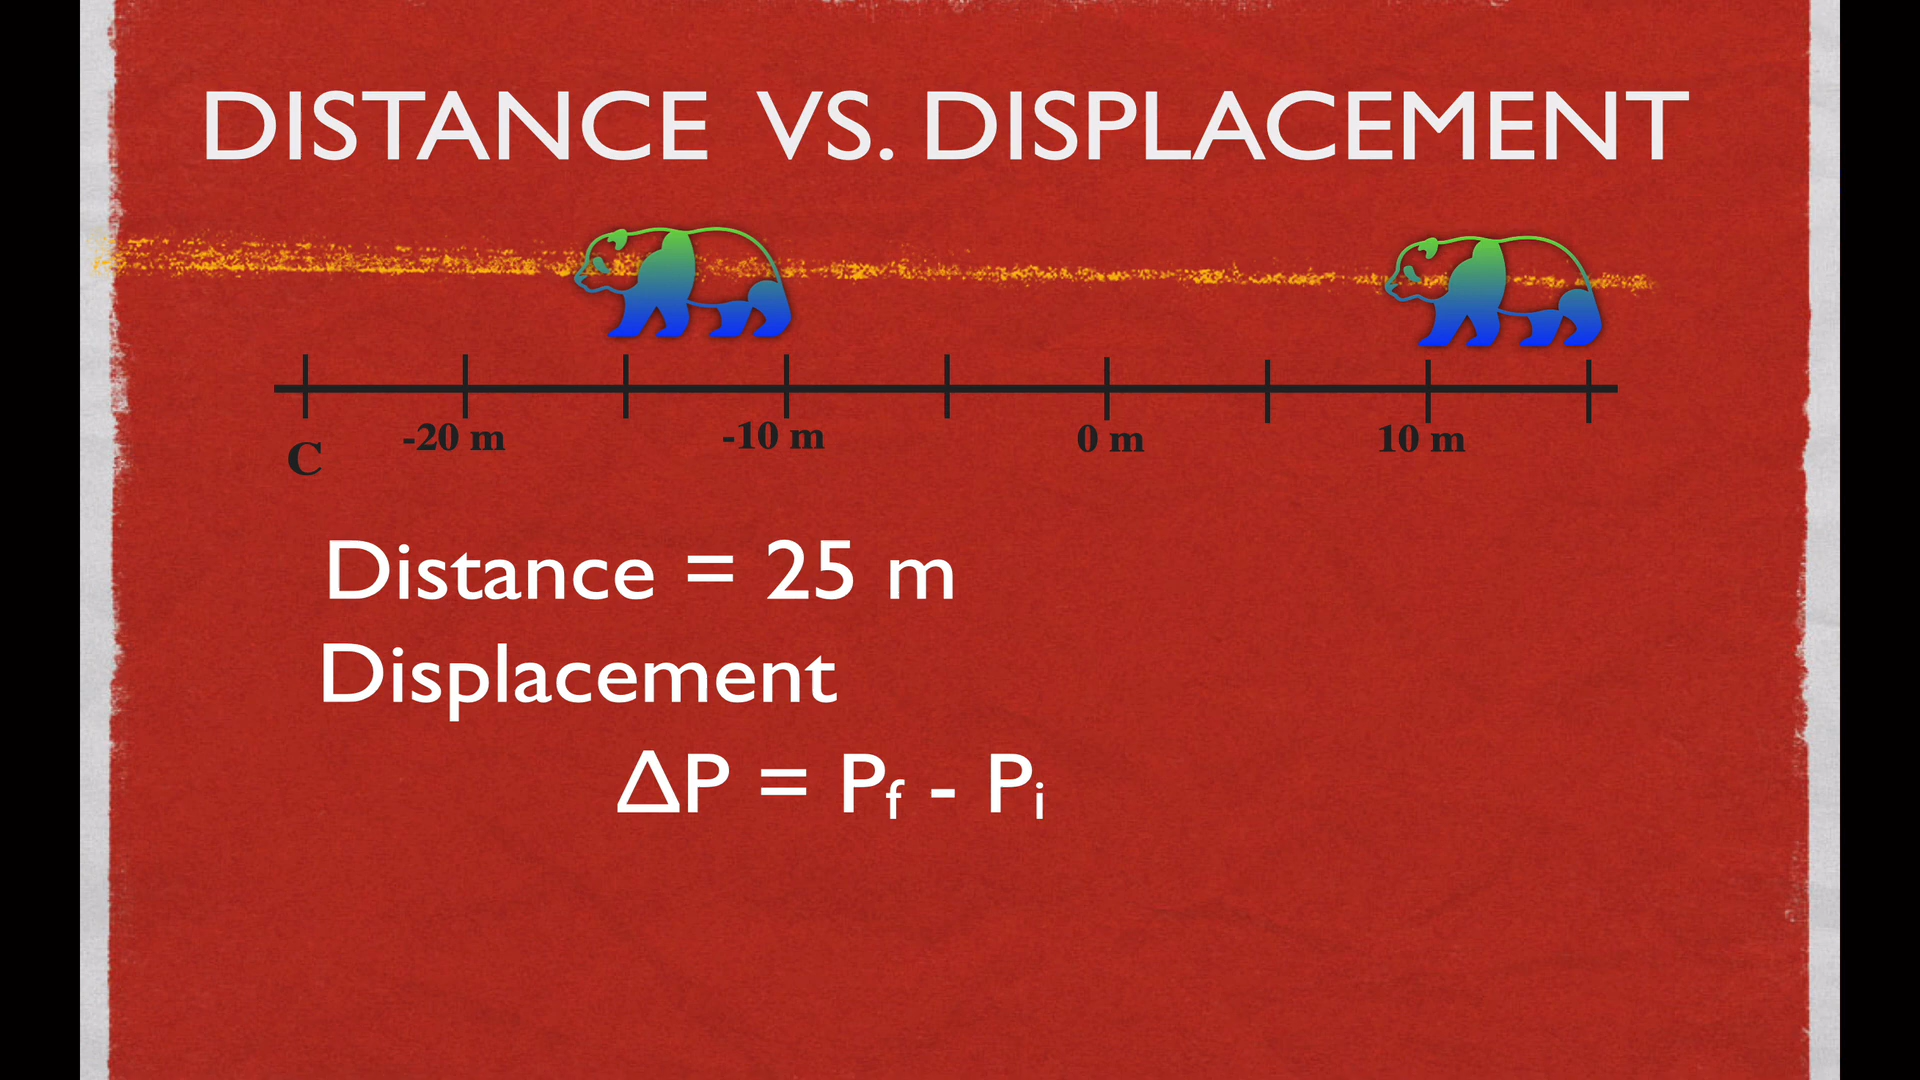 DISTANCE VS. DISPLACEMENT
-20 m -10 m 0 m 10 m
C
Distance = 25 m
Displacement
ΔP = Pf - Pi